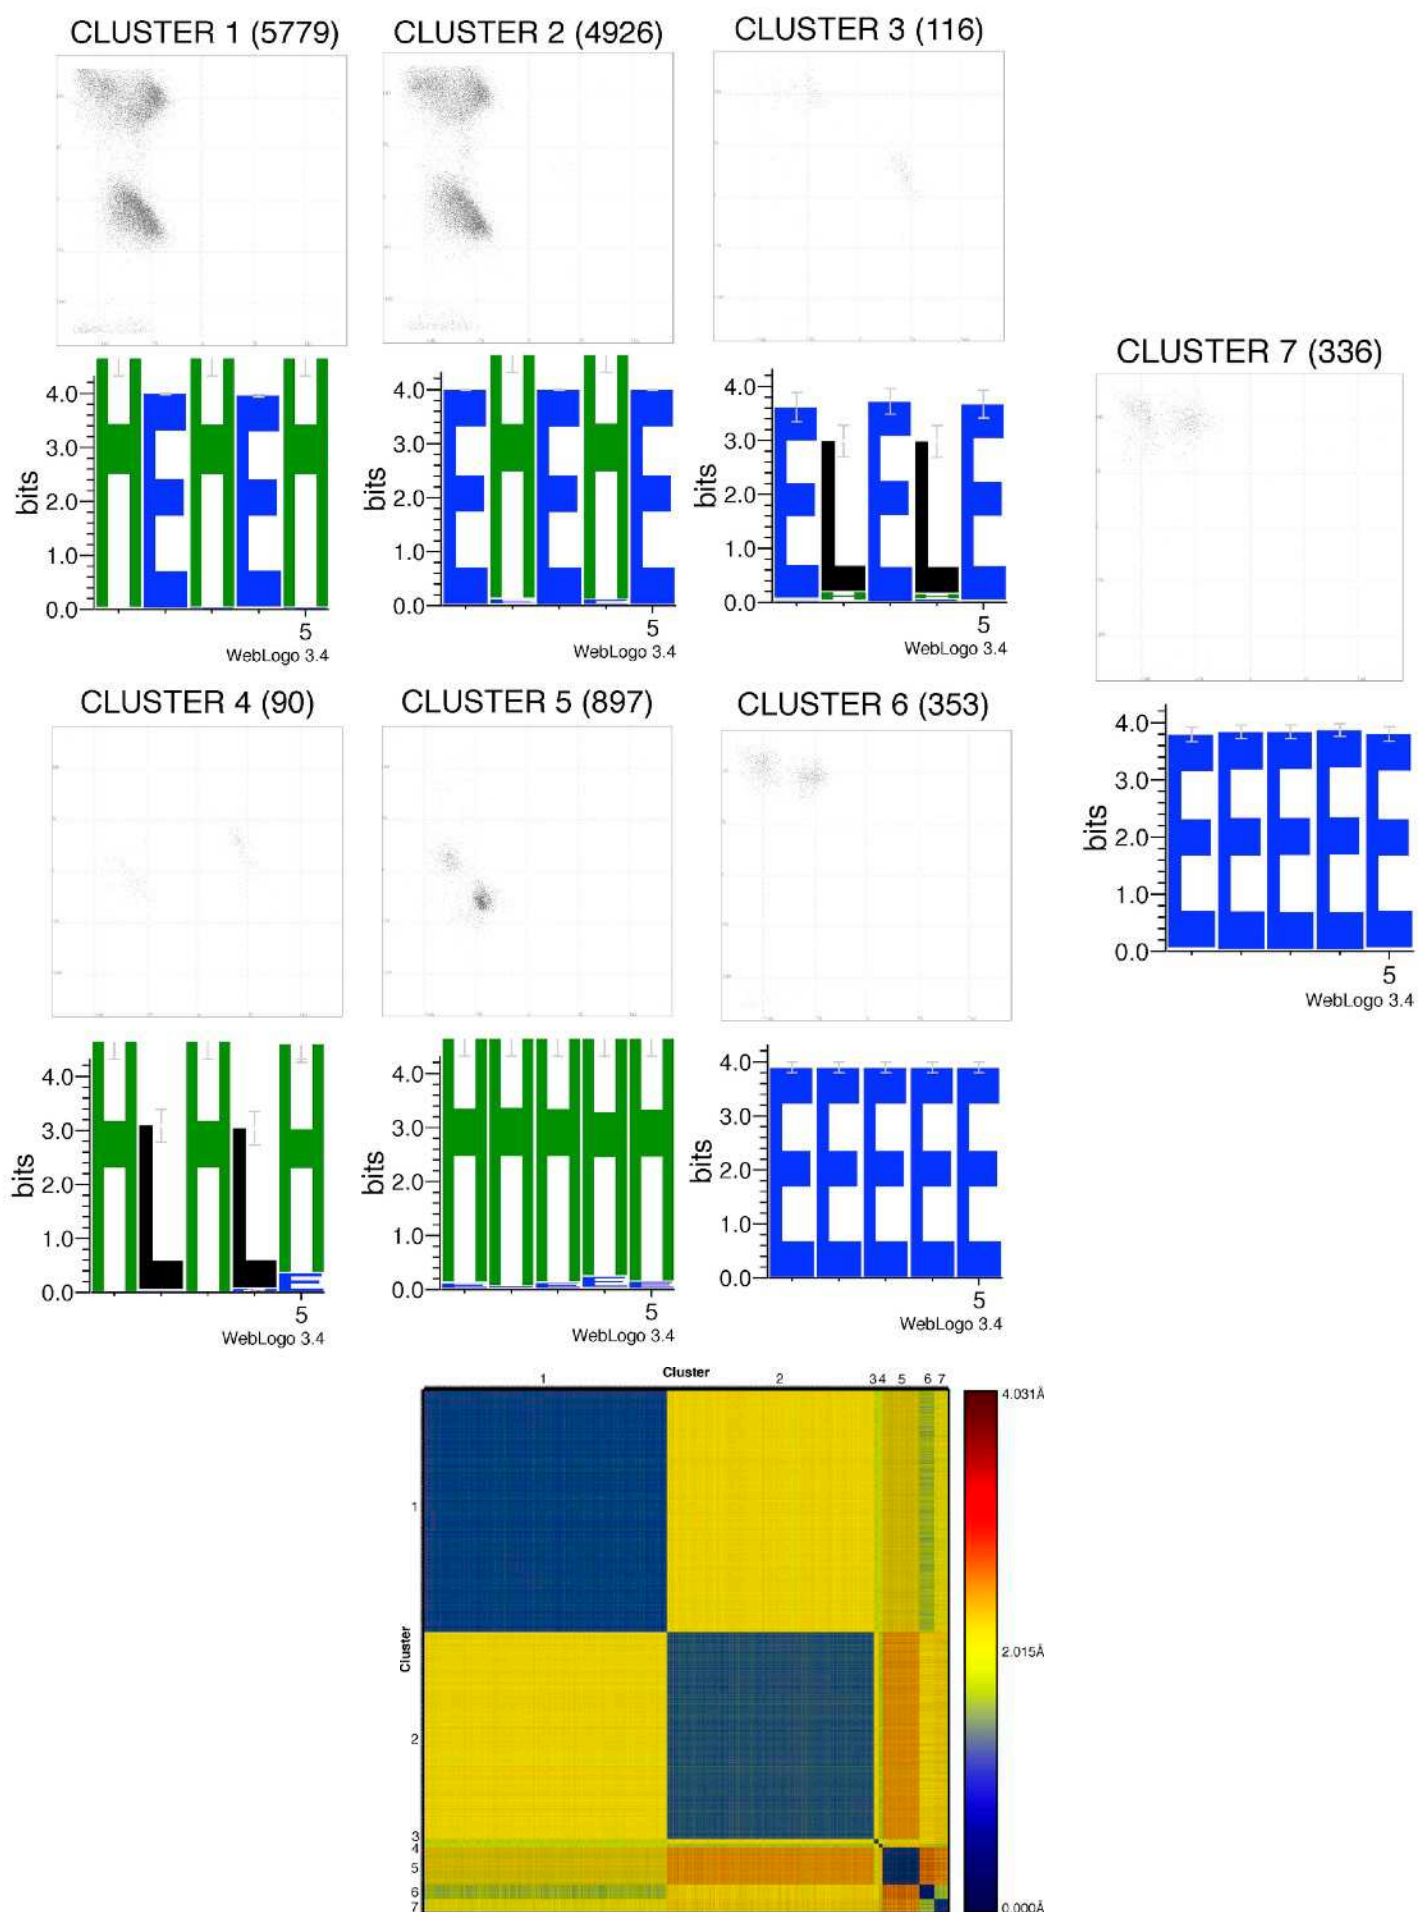 CLUSTER 1 (5779)
CLUSTER 2 (4926)
CLUSTER 3 (116)
CLUSTER 7 (336)
4.0
3.0
2.0
1.0
0.0
bits
H E H E H
5
WebLogo 3.4
4.0
3.0
2.0
1.0
0.0
bits
E H E H E
5
WebLogo 3.4
4.0
3.0
2.0
1.0
0.0
bits
E L E L E
5
WebLogo 3.4
4.0
3.0
2.0
1.0
0.0
bits
E E E E E
5
WebLogo 3.4
CLUSTER 4 (90)
CLUSTER 5 (897)
CLUSTER 6 (353)
4.0
3.0
2.0
1.0
0.0
bits
H L H L H
E
5
WebLogo 3.4
4.0
3.0
2.0
1.0
0.0
bits
H H H H H
5
WebLogo 3.4
4.0
3.0
2.0
1.0
0.0
bits
E E E E E
5
WebLogo 3.4
Cluster
1 2 3 4 5 6 7
Cluster
1
2
3
4
5
6
7
4.031Å
2.015Å
0.000Å